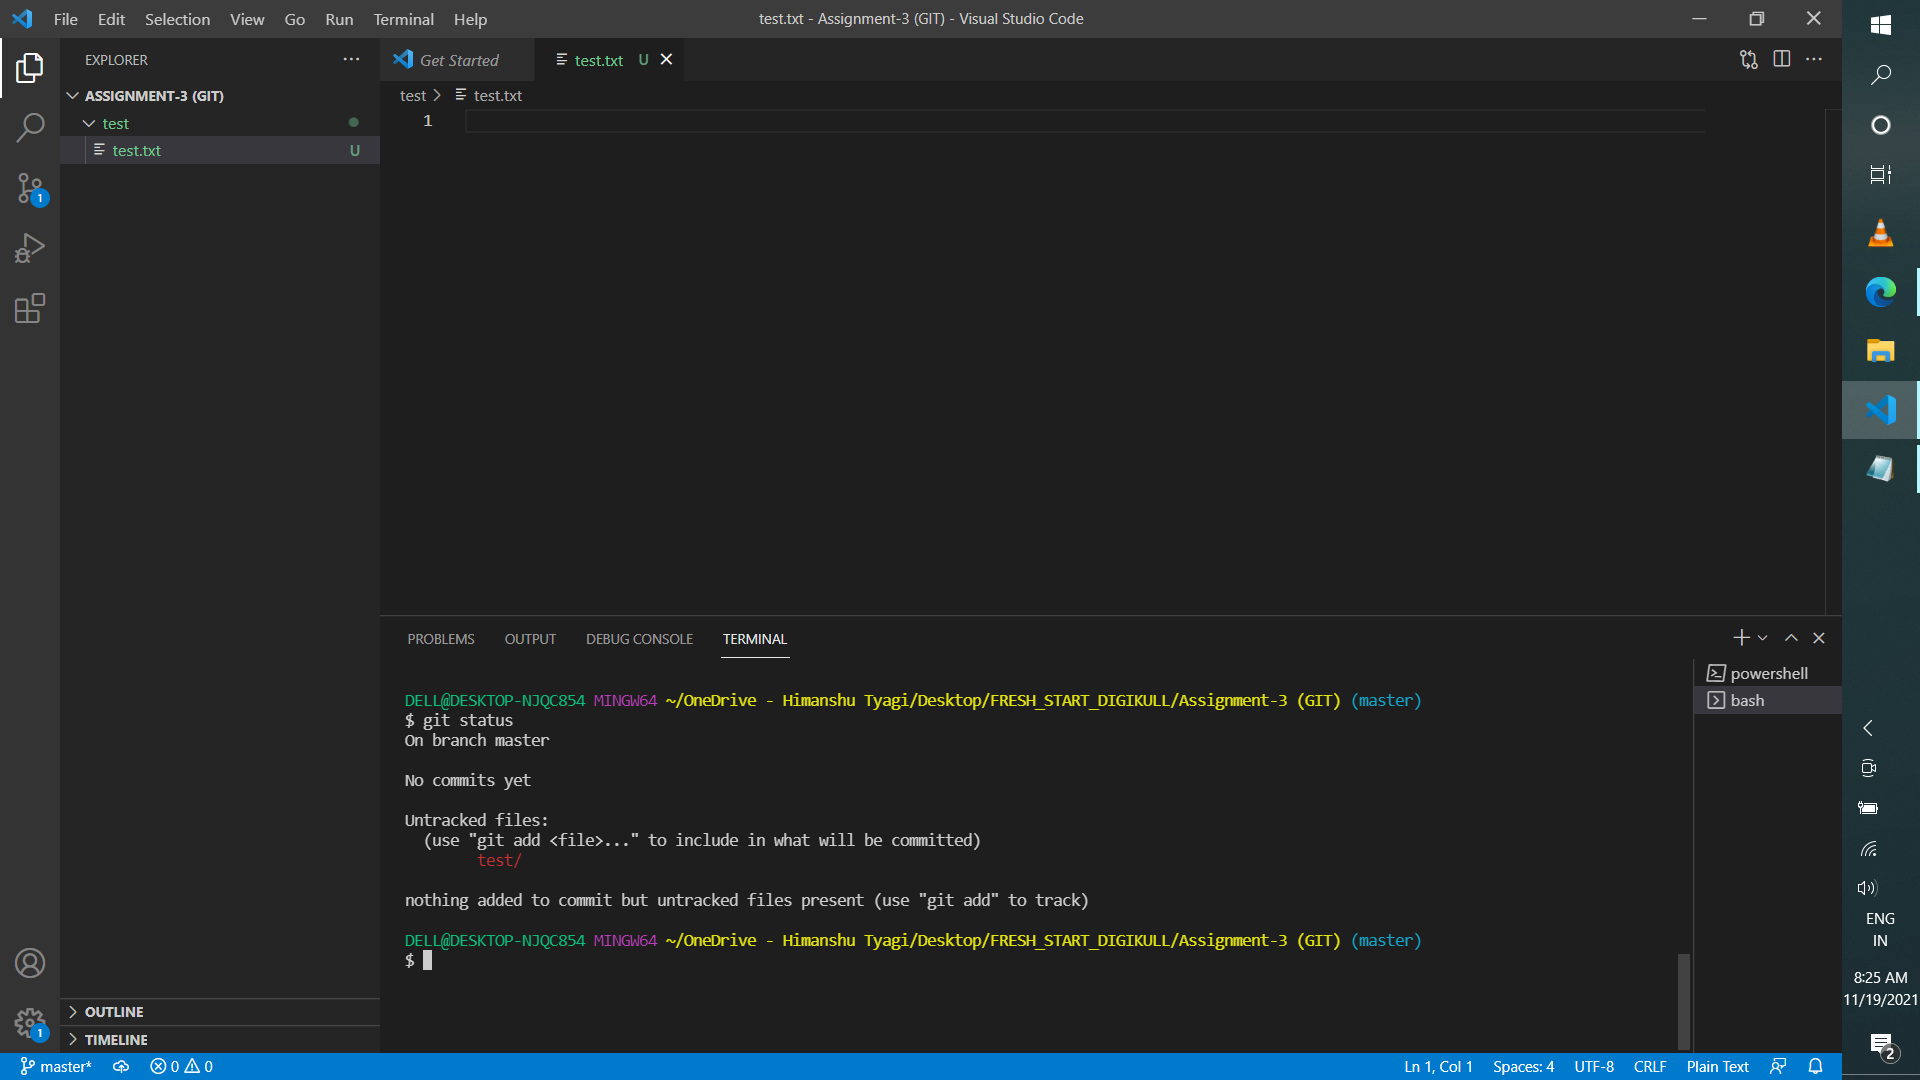 File Edit Selection View Go Run Terminal Help
test.txt - Assignment-3 (GIT) - Visual Studio Code
EXPLORER
Get Started
test.txt U
ASSIGNMENT-3 (GIT)
test > test.txt
test
1
test.txt U
1
PROBLEMS OUTPUT DEBUG CONSOLE TERMINAL
powershell
bash
DELL@DESKTOP-NJQC854 MINGW64 ~/OneDrive - Himanshu Tyagi/Desktop/FRESH_START_DIGIKULL/Assignment-3 (GIT) (master)
$ git status
On branch master
No commits yet
Untracked files:
(use "git add <file>..." to include in what will be committed)
test/
nothing added to commit but untracked files present (use "git add" to track)
DELL@DESKTOP-NJQC854 MINGW64 ~/OneDrive - Himanshu Tyagi/Desktop/FRESH_START_DIGIKULL/Assignment-3 (GIT) (master)
$
ENG
IN
8:25 AM
11/19/2021
2
1
OUTLINE
TIMELINE
master* 0 0
Ln 1, Col 1 Spaces: 4 UTF-8 CRLF Plain Text